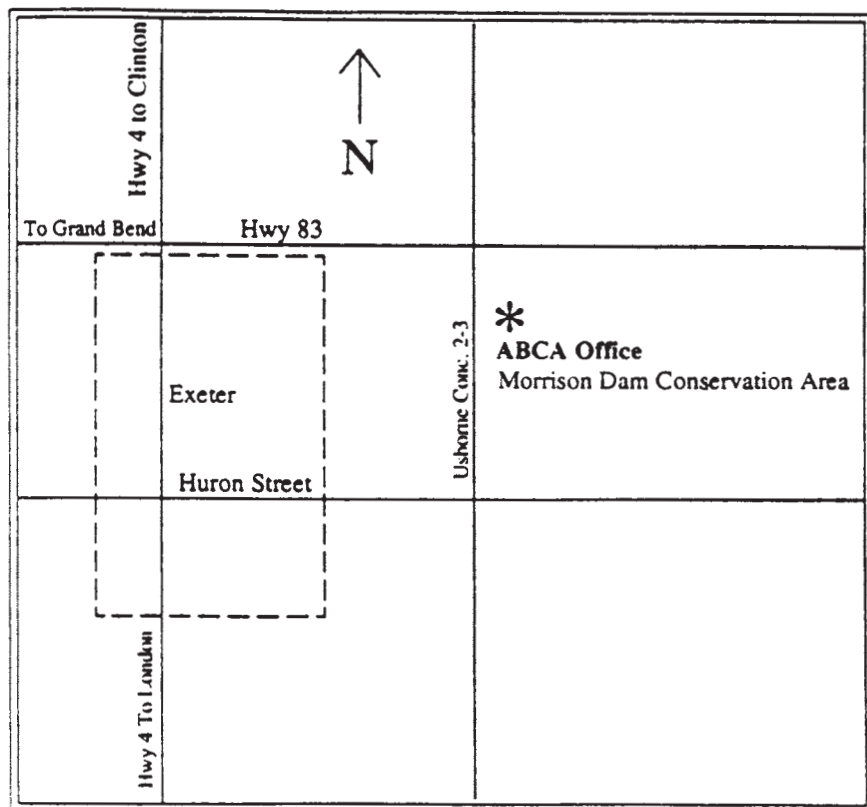 Hwy 4 to Clinton
N
To Grand Bend
Hwy 83
*
ABCA Office
Morrison Dam Conservation Area
Usborne Conc. 2-3
Exeter
Huron Street
Hwy 4 To London